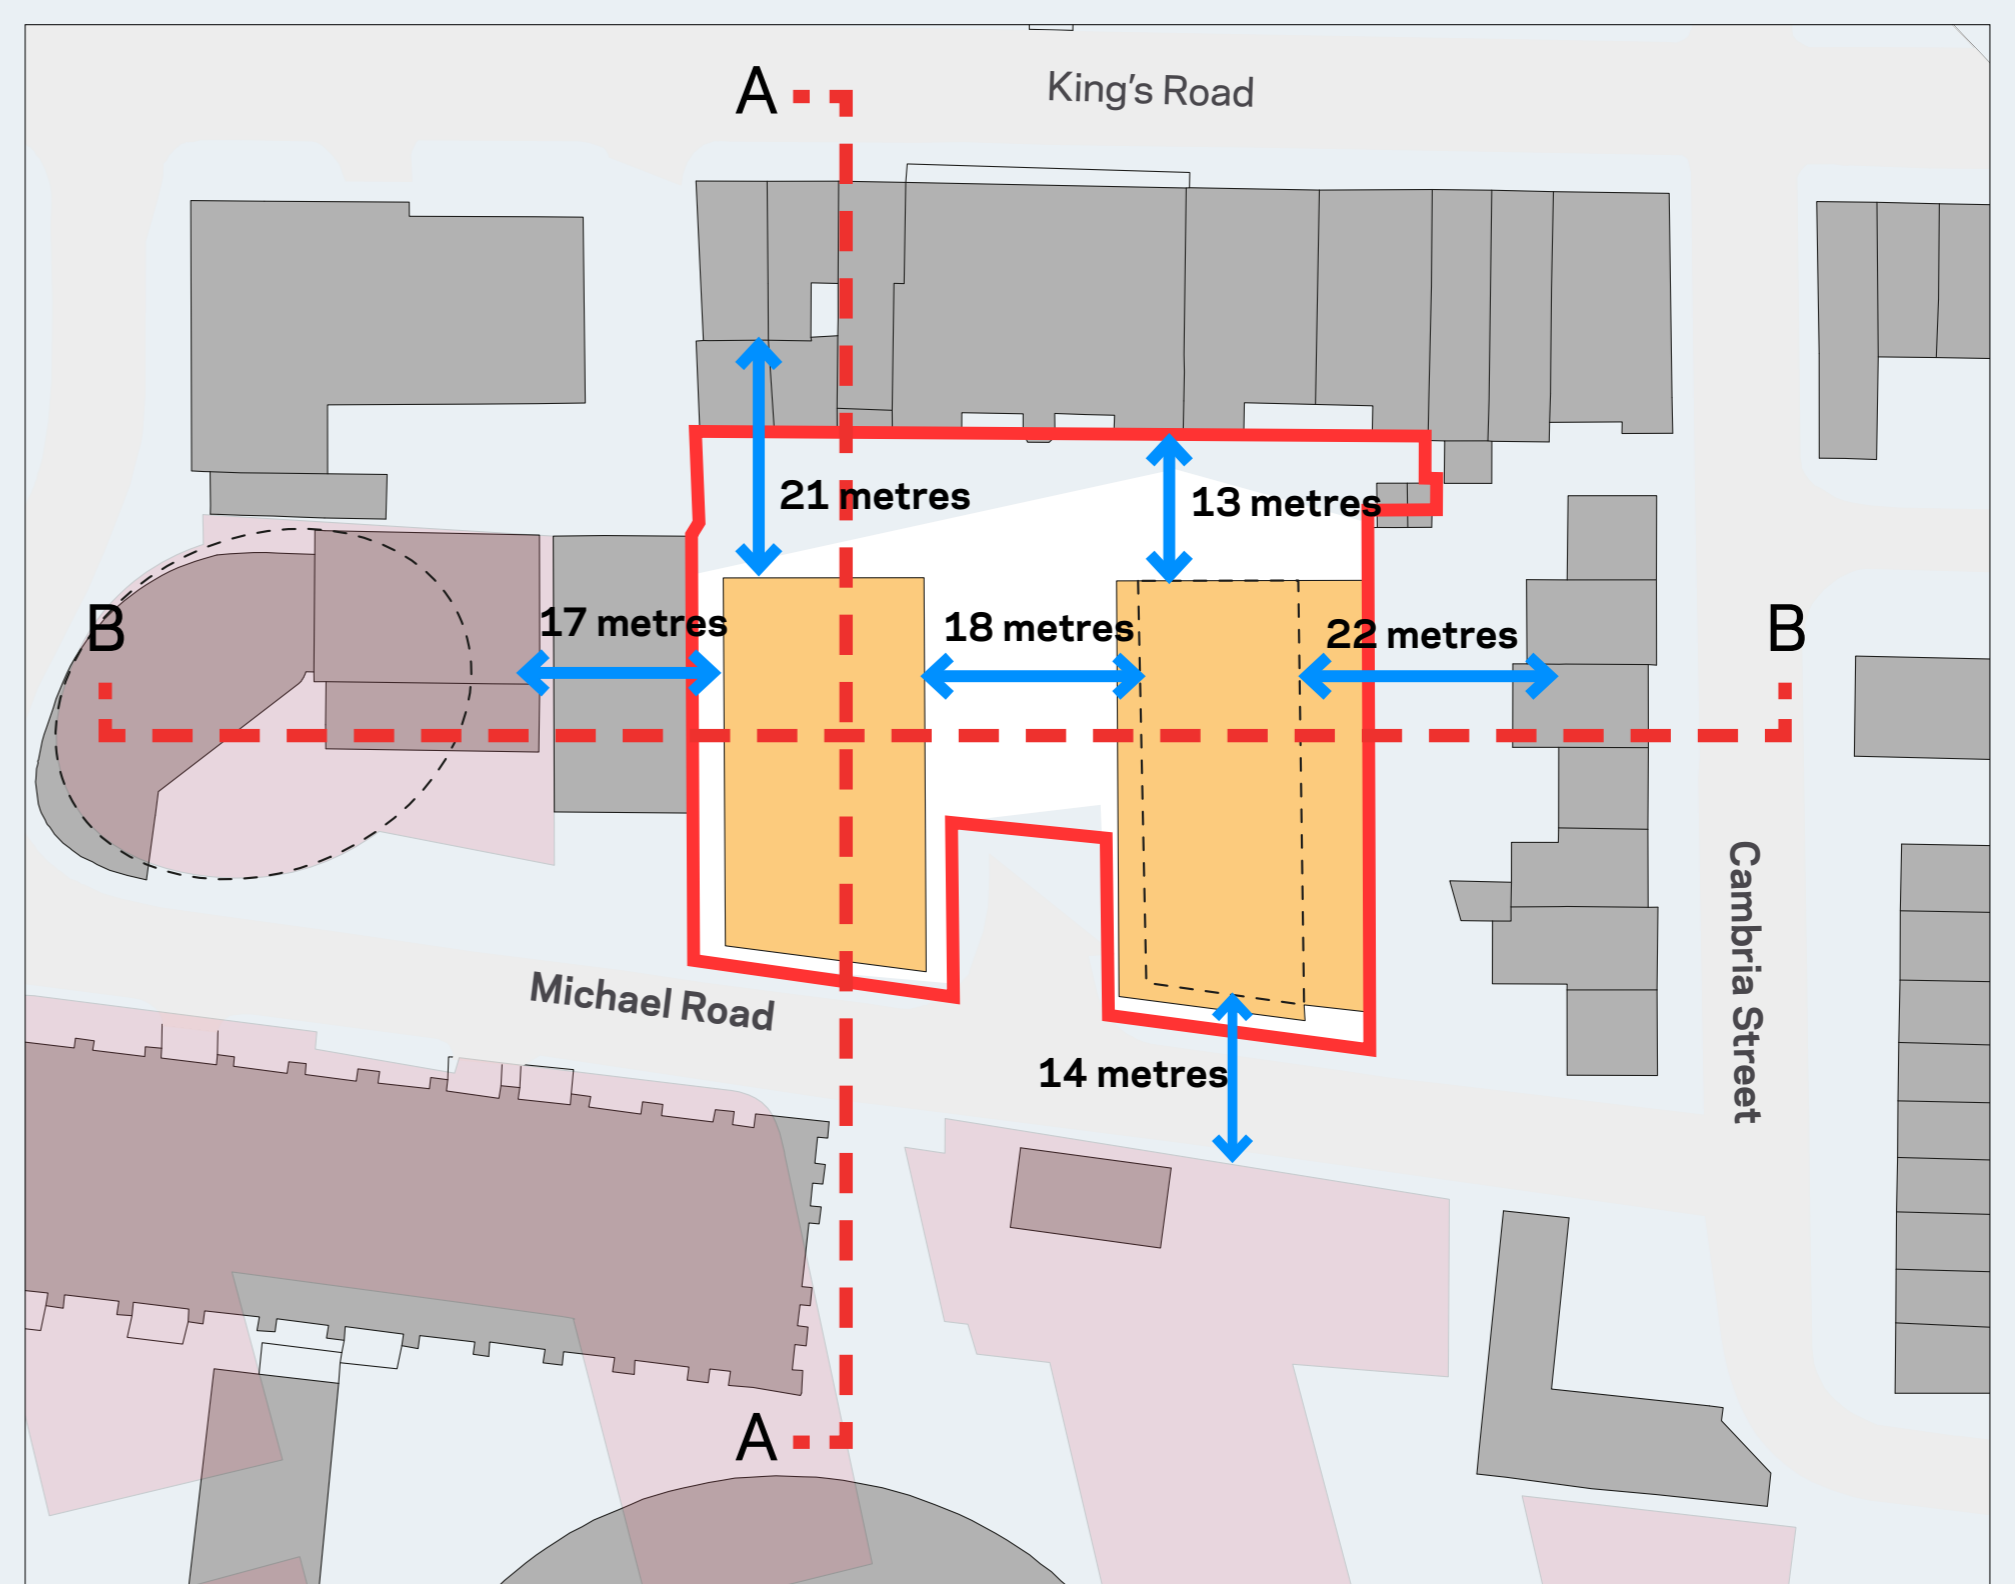 A
King's Road
21 metres
13 metres
B
17 metres
18 metres
22 metres
B
Cambria Street
Michael Road
14 metres
A